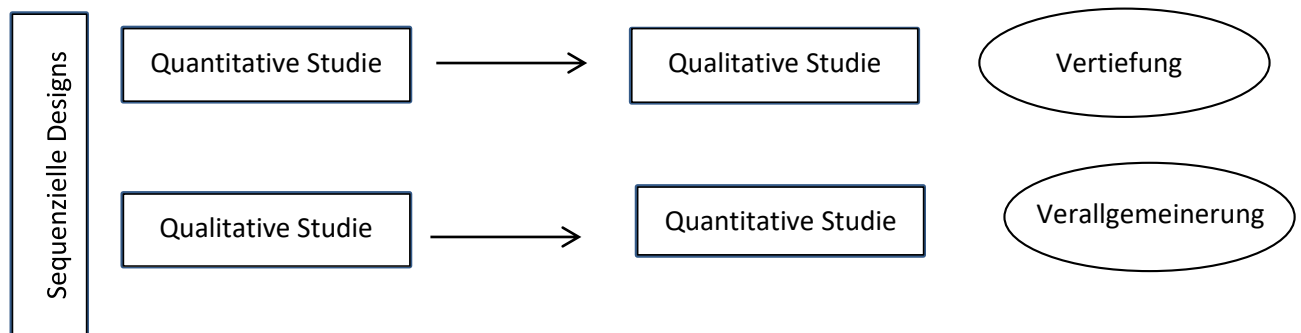 Sequenzielle Designs
Quantitative Studie
Qualitative Studie
Vertiefung
Qualitative Studie
Quantitative Studie
Verallgemeinerung